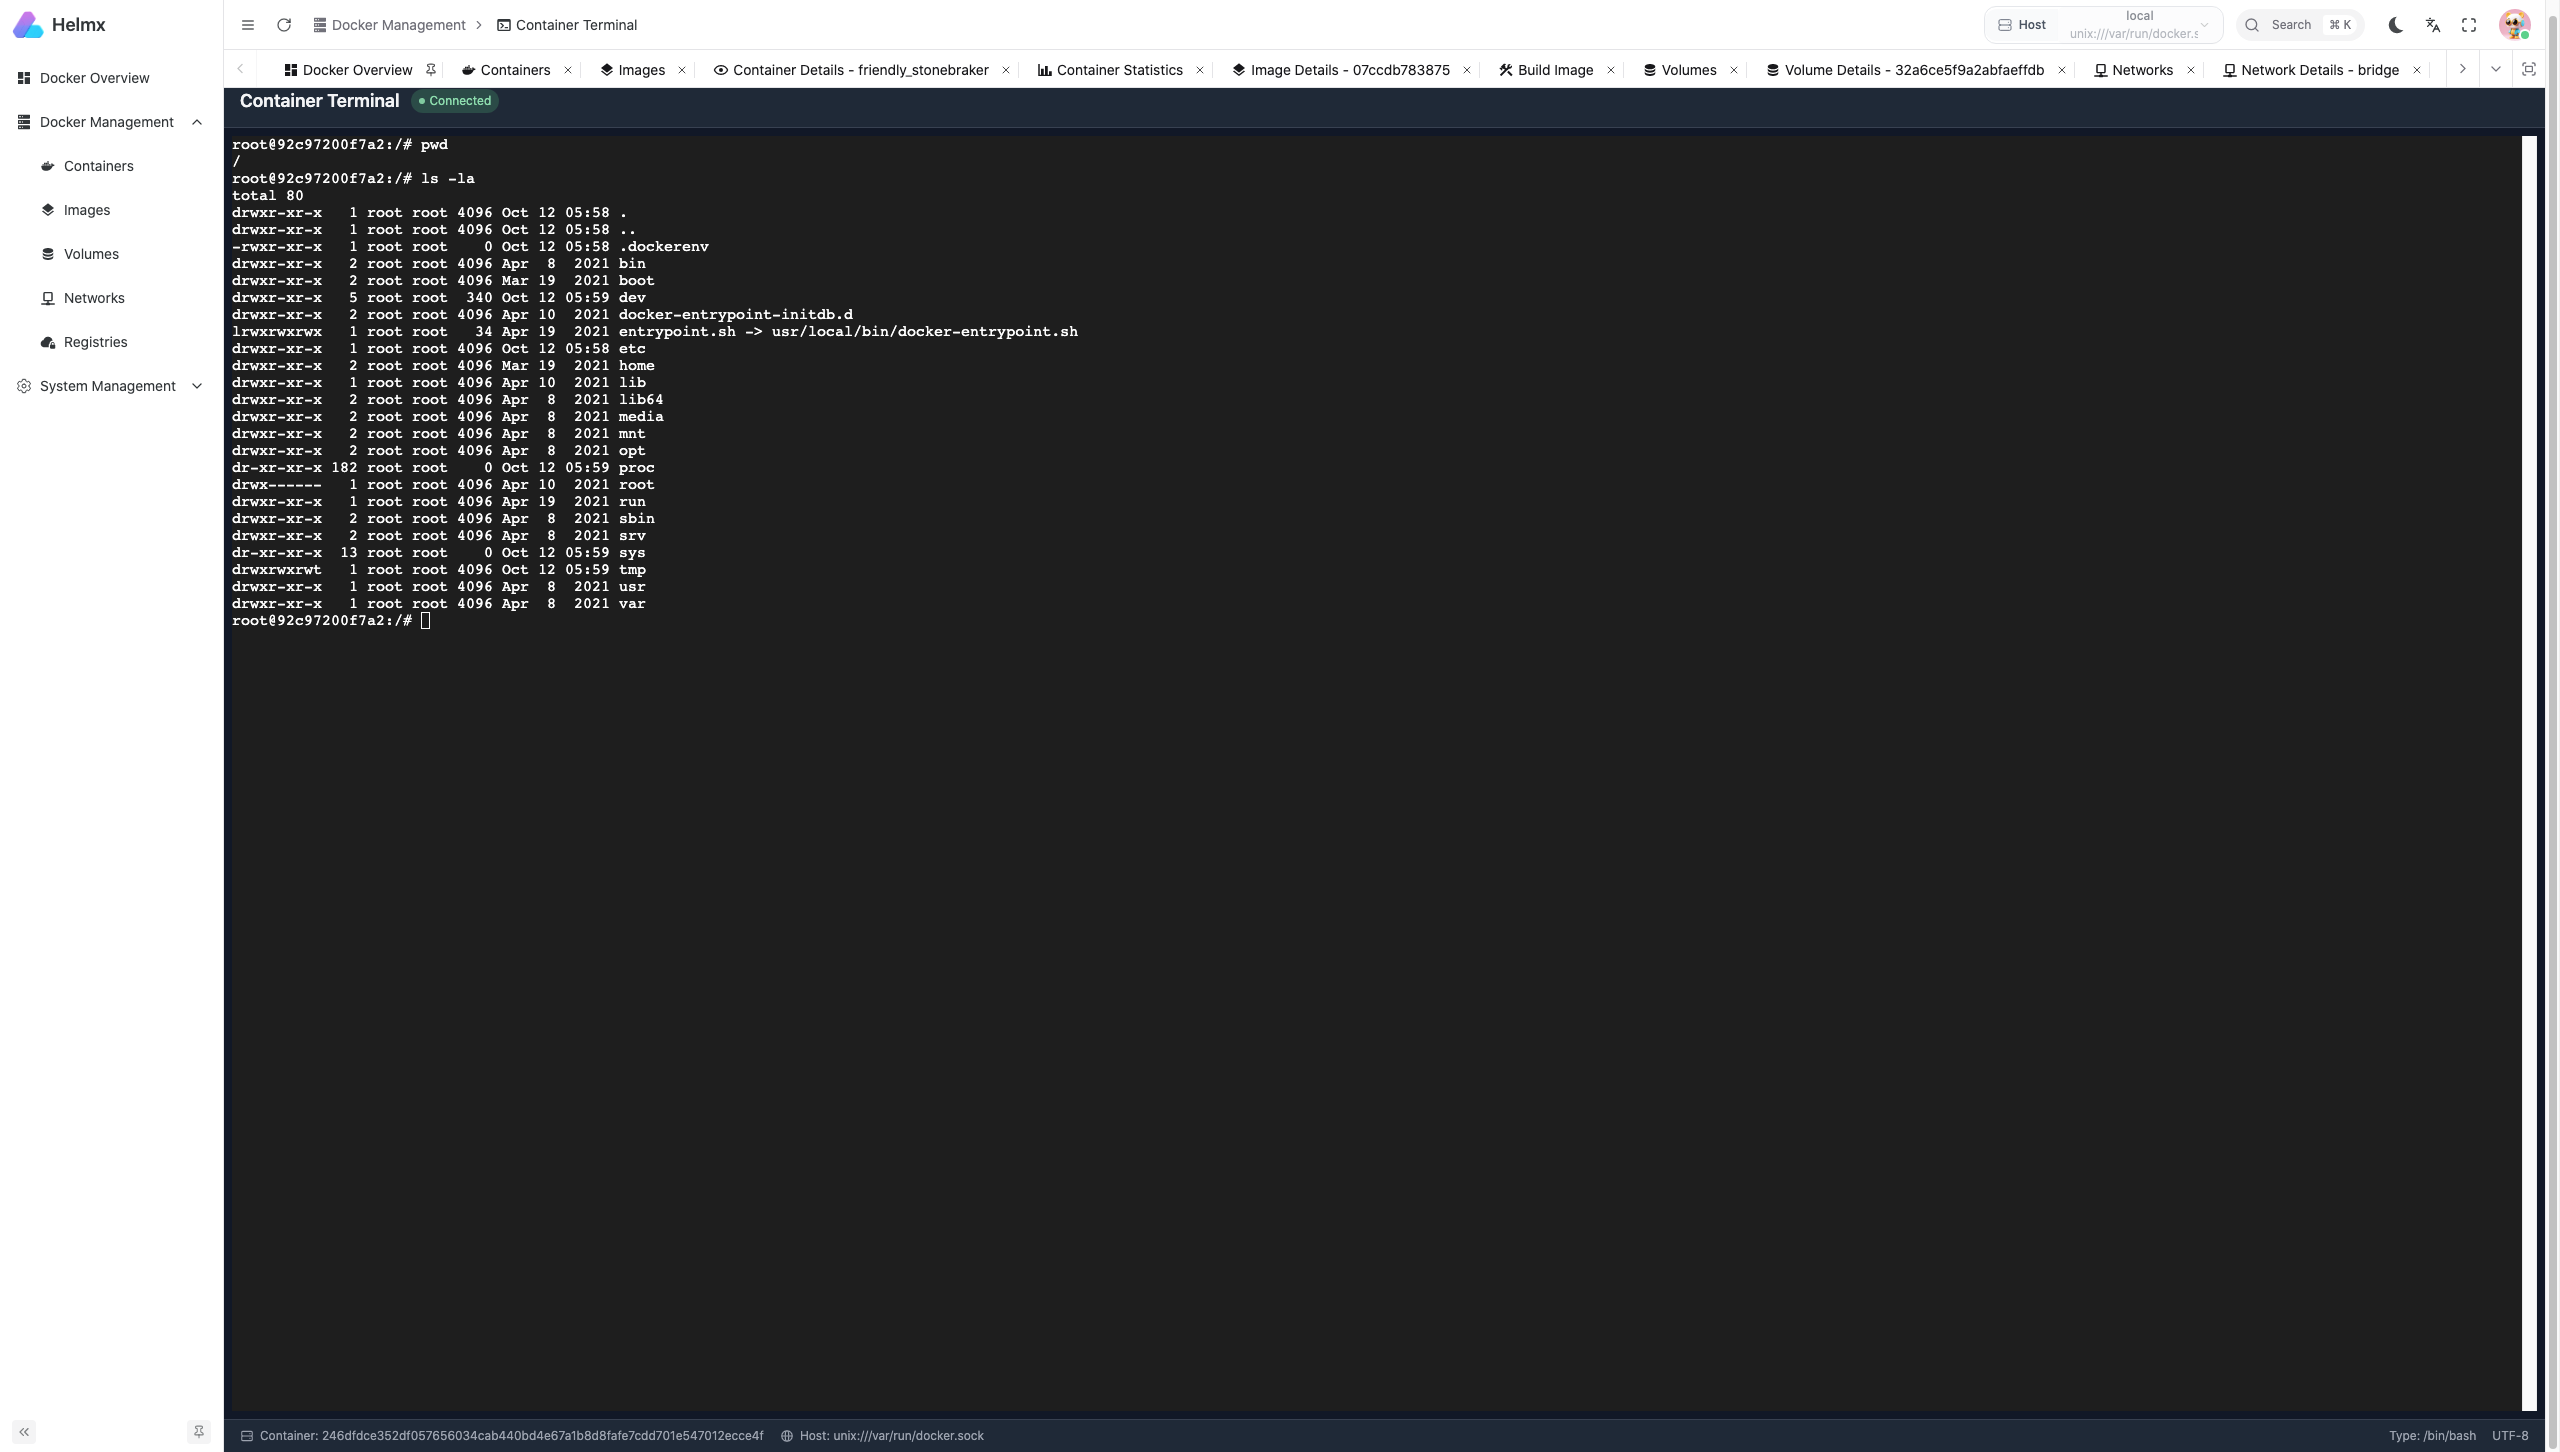 Helmx
Docker Management > Container Terminal
Host
local
unix:///var/run/docker.s
Search ⌘ K
Docker Overview
Docker Management
Containers
Images
Volumes
Networks
Registries
System Management
Docker Overview
Containers
Images
Container Details - friendly_stonebraker
Container Statistics
Image Details - 07ccdb783875
Build Image
Volumes
Volume Details - 32a6ce5f9a2abfaeffdb
Networks
Network Details - bridge
Container Terminal
Connected
root@92c97200f7a2:/# pwd
/
root@92c97200f7a2:/# ls -la
total 80
drwxr-xr-x   1 root root 4096 Oct 12 05:58 .
drwxr-xr-x   1 root root 4096 Oct 12 05:58 ..
-rwxr-xr-x   1 root root    0 Oct 12 05:58 .dockerenv
drwxr-xr-x   2 root root 4096 Apr  8  2021 bin
drwxr-xr-x   2 root root 4096 Mar 19  2021 boot
drwxr-xr-x   5 root root  340 Oct 12 05:59 dev
drwxr-xr-x   2 root root 4096 Apr 10  2021 docker-entrypoint-initdb.d
lrwxrwxrwx   1 root root   34 Apr 19  2021 entrypoint.sh -> usr/local/bin/docker-entrypoint.sh
drwxr-xr-x   1 root root 4096 Oct 12 05:58 etc
drwxr-xr-x   2 root root 4096 Mar 19  2021 home
drwxr-xr-x   1 root root 4096 Apr 10  2021 lib
drwxr-xr-x   2 root root 4096 Apr  8  2021 lib64
drwxr-xr-x   2 root root 4096 Apr  8  2021 media
drwxr-xr-x   2 root root 4096 Apr  8  2021 mnt
drwxr-xr-x   2 root root 4096 Apr  8  2021 opt
dr-xr-xr-x 182 root root    0 Oct 12 05:59 proc
drwx------   1 root root 4096 Apr 10  2021 root
drwxr-xr-x   1 root root 4096 Apr 19  2021 run
drwxr-xr-x   2 root root 4096 Apr  8  2021 sbin
drwxr-xr-x   2 root root 4096 Apr  8  2021 srv
dr-xr-xr-x  13 root root    0 Oct 12 05:59 sys
drwxrwxrwt   1 root root 4096 Oct 12 05:59 tmp
drwxr-xr-x   1 root root 4096 Apr  8  2021 usr
drwxr-xr-x   1 root root 4096 Apr  8  2021 var
root@92c97200f7a2:/#
Container: 246dfdce352df057656034cab440bd4e67a1b8d8fafe7cdd701e547012ecce4f
Host: unix:///var/run/docker.sock
Type: /bin/bash
UTF-8